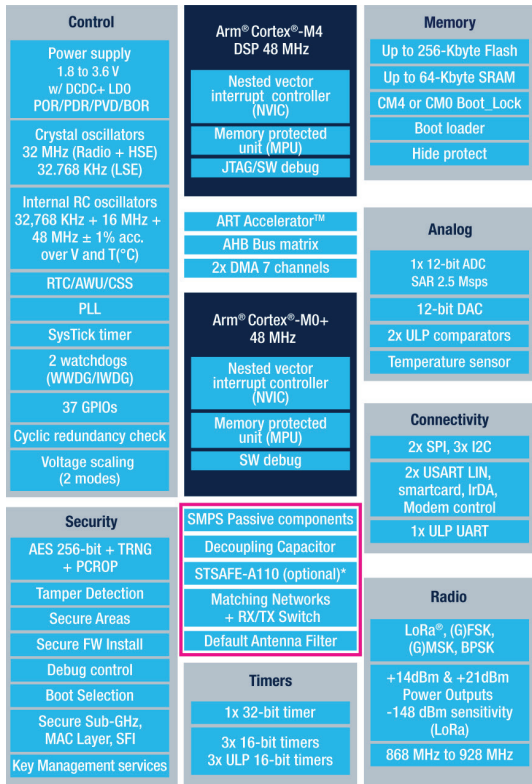 Control
Power supply
1.8 to 3.6 V
w/ DCDC+ LDO
POR/PDR/PVD/BOR
Crystal oscillators
32 MHz (Radio + HSE)
32.768 KHz (LSE)
Internal RC oscillators
32,768 KHz + 16 MHz +
48 MHz ± 1% acc.
over V and T(°C)
RTC/AWU/CSS
PLL
SysTick timer
2 watchdogs
(WWDG/IWDG)
37 GPIOs
Cyclic redundancy check
Voltage scaling
(2 modes)
Security
AES 256-bit + TRNG
+ PCROP
Tamper Detection
Secure Areas
Secure FW Install
Debug control
Boot Selection
Secure Sub-GHz,
MAC Layer, SFI
Key Management services
Arm® Cortex®-M4
DSP 48 MHz
Nested vector
interrupt controller
(NVIC)
Memory protected
unit (MPU)
JTAG/SW debug
ART Accelerator™
AHB Bus matrix
2x DMA 7 channels
Arm® Cortex®-M0+
48 MHz
Nested vector
interrupt controller
(NVIC)
Memory protected
unit (MPU)
SW debug
SMPS Passive components
Decoupling Capacitor
STSAFE-A110 (optional)*
Matching Networks
+ RX/TX Switch
Default Antenna Filter
Timers
1x 32-bit timer
3x 16-bit timers
3x ULP 16-bit timers
Memory
Up to 256-Kbyte Flash
Up to 64-Kbyte SRAM
CM4 or CM0 Boot_Lock
Boot loader
Hide protect
Analog
1x 12-bit ADC
SAR 2.5 Msps
12-bit DAC
2x ULP comparators
Temperature sensor
Connectivity
2x SPI, 3x I2C
2x USART LIN,
smartcard, IrDA,
Modem control
1x ULP UART
Radio
LoRa®, (G)FSK,
(G)MSK, BPSK
+14dBm & +21dBm
Power Outputs
-148 dBm sensitivity
(LoRa)
868 MHz to 928 MHz